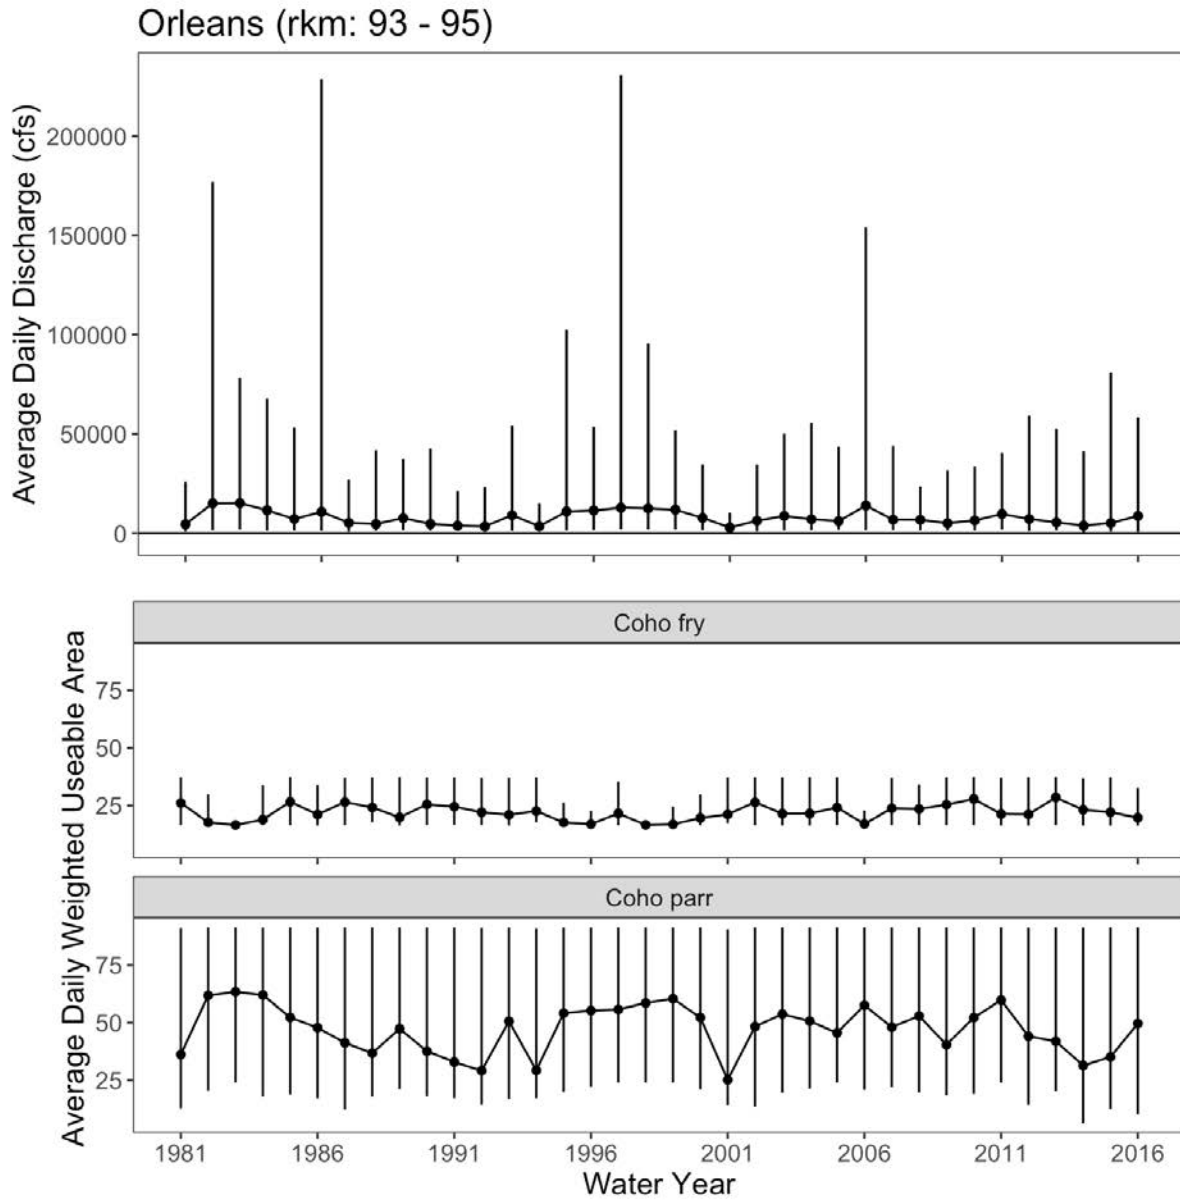 Orleans (rkm: 93 - 95)
Average Daily Discharge (cfs)
200000
150000
100000
50000
0
Average Daily Weighted Useable Area
Coho fry
75
50
25
Coho parr
75
50
25
1981 1986 1991 1996 2001 2006 2011 2016
Water Year